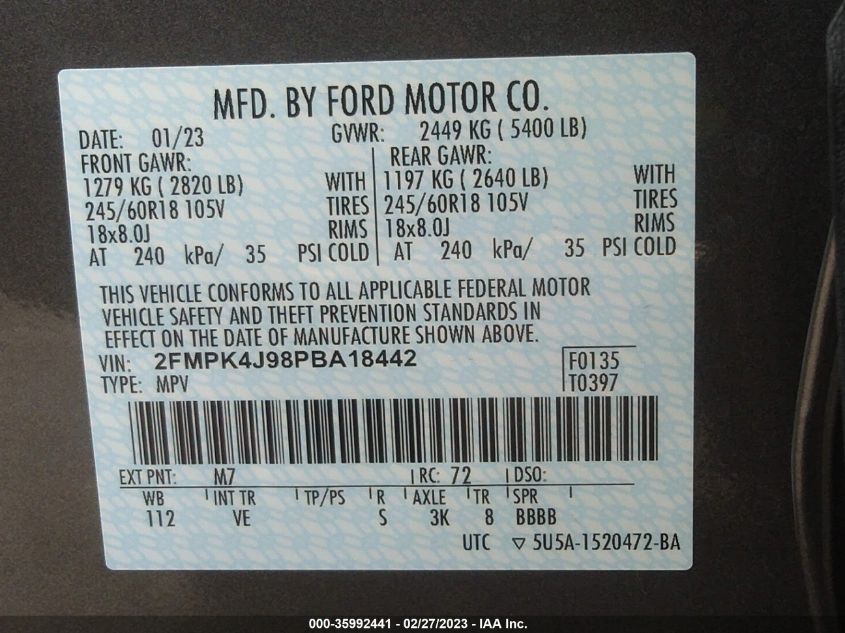 MFD. BY FORD MOTOR CO.
DATE: 01/23 GVWR: 2449 KG ( 5400 LB)
FRONT GAWR: REAR GAWR:
1279 KG ( 2820 LB) WITH 1197 KG ( 2640 LB) WITH
245/60R18 105V TIRES 245/60R18 105V TIRES
18x8.0J RIMS 18x8.0J RIMS
AT 240 kPa/ 35 PSI COLD AT 240 kPa/ 35 PSI COLD
THIS VEHICLE CONFORMS TO ALL APPLICABLE FEDERAL MOTOR
VEHICLE SAFETY AND THEFT PREVENTION STANDARDS IN
EFFECT ON THE DATE OF MANUFACTURE SHOWN ABOVE.
VIN: 2FMPK4J98PBA18442 F0135
TYPE: MPV T0397
EXT PNT: M7 RC: 72 DSO:
WB INT TR TP/PS R AXLE TR SPR
112 VE S 3K 8 BBBB
UTC ▽ 5U5A-1520472-BA
000-35992441 - 02/27/2023 - IAA Inc.